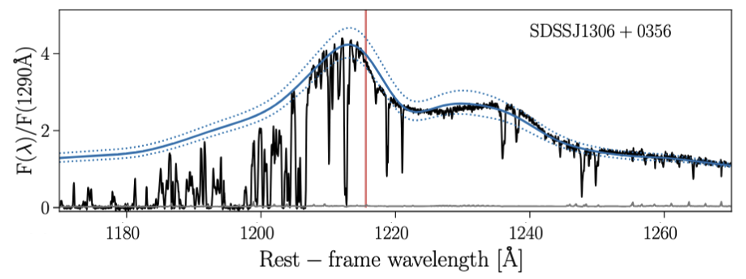 SDSSJ1306 + 0356
F(λ)/F(1290Å)
4
2
0
1180 1200 1220 1240 1260
Rest − frame wavelength [Å]